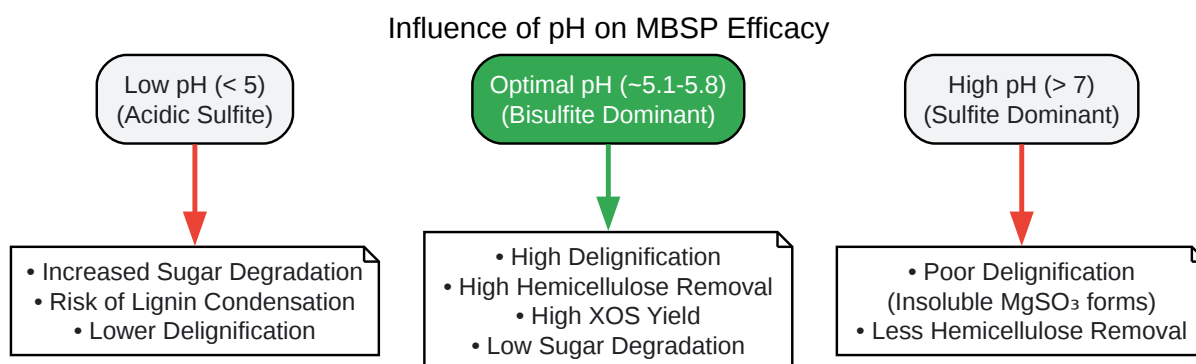 Influence of pH on MBSP Efficacy
Low pH (< 5)
(Acidic Sulfite)
Optimal pH (~5.1-5.8)
(Bisulfite Dominant)
High pH (> 7)
(Sulfite Dominant)
• Increased Sugar Degradation
• Risk of Lignin Condensation
• Lower Delignification
• High Delignification
• High Hemicellulose Removal
• High XOS Yield
• Low Sugar Degradation
• Poor Delignification
(Insoluble MgSO₃ forms)
• Less Hemicellulose Removal